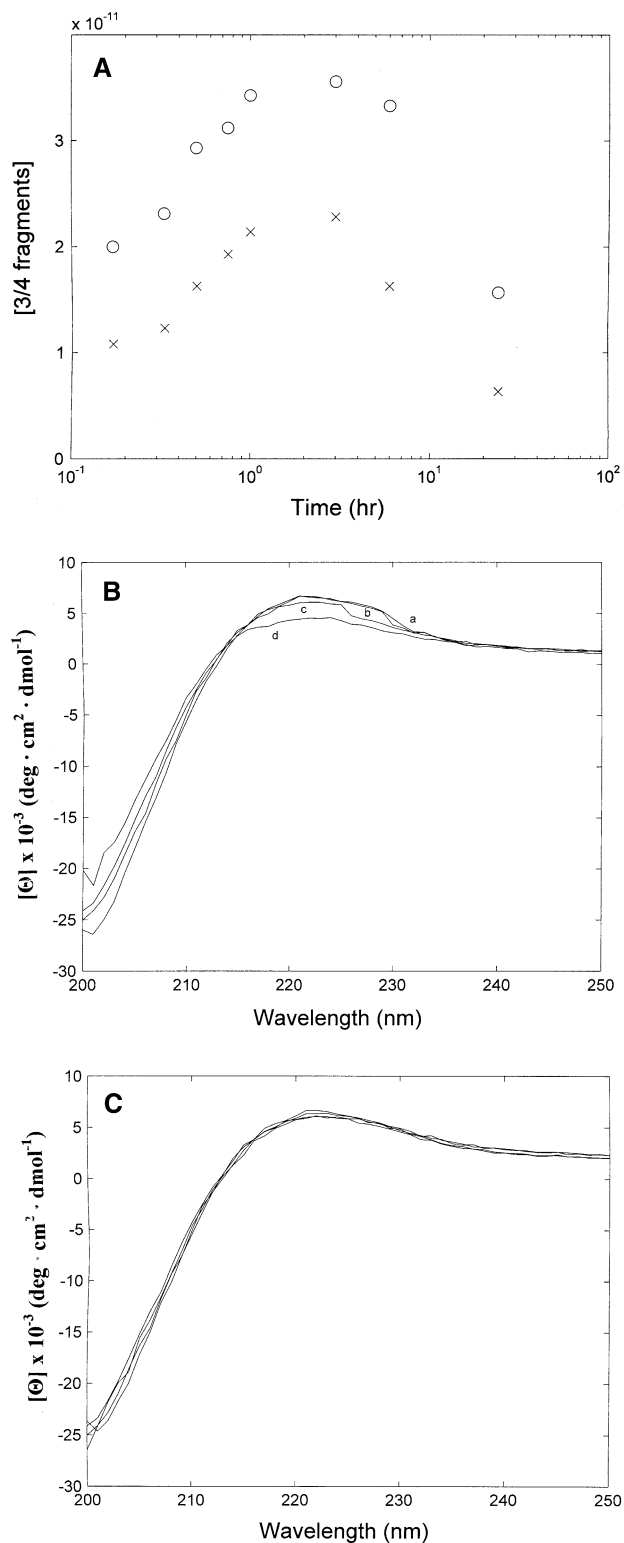 x 10-11
A
3
2
1
0
[3/4 fragments]
10-1 100 101 102
Time (hr)
B
10
5
0
-5
-10
-15
-20
-25
-30
a
b
c
d
[Θ] x 10-3 (deg · cm2 · dmol-1)
200 210 220 230 240 250
Wavelength (nm)
C
10
5
0
-5
-10
-15
-20
-25
-30
[Θ] x 10-3 (deg · cm2 · dmol-1)
200 210 220 230 240 250
Wavelength (nm)